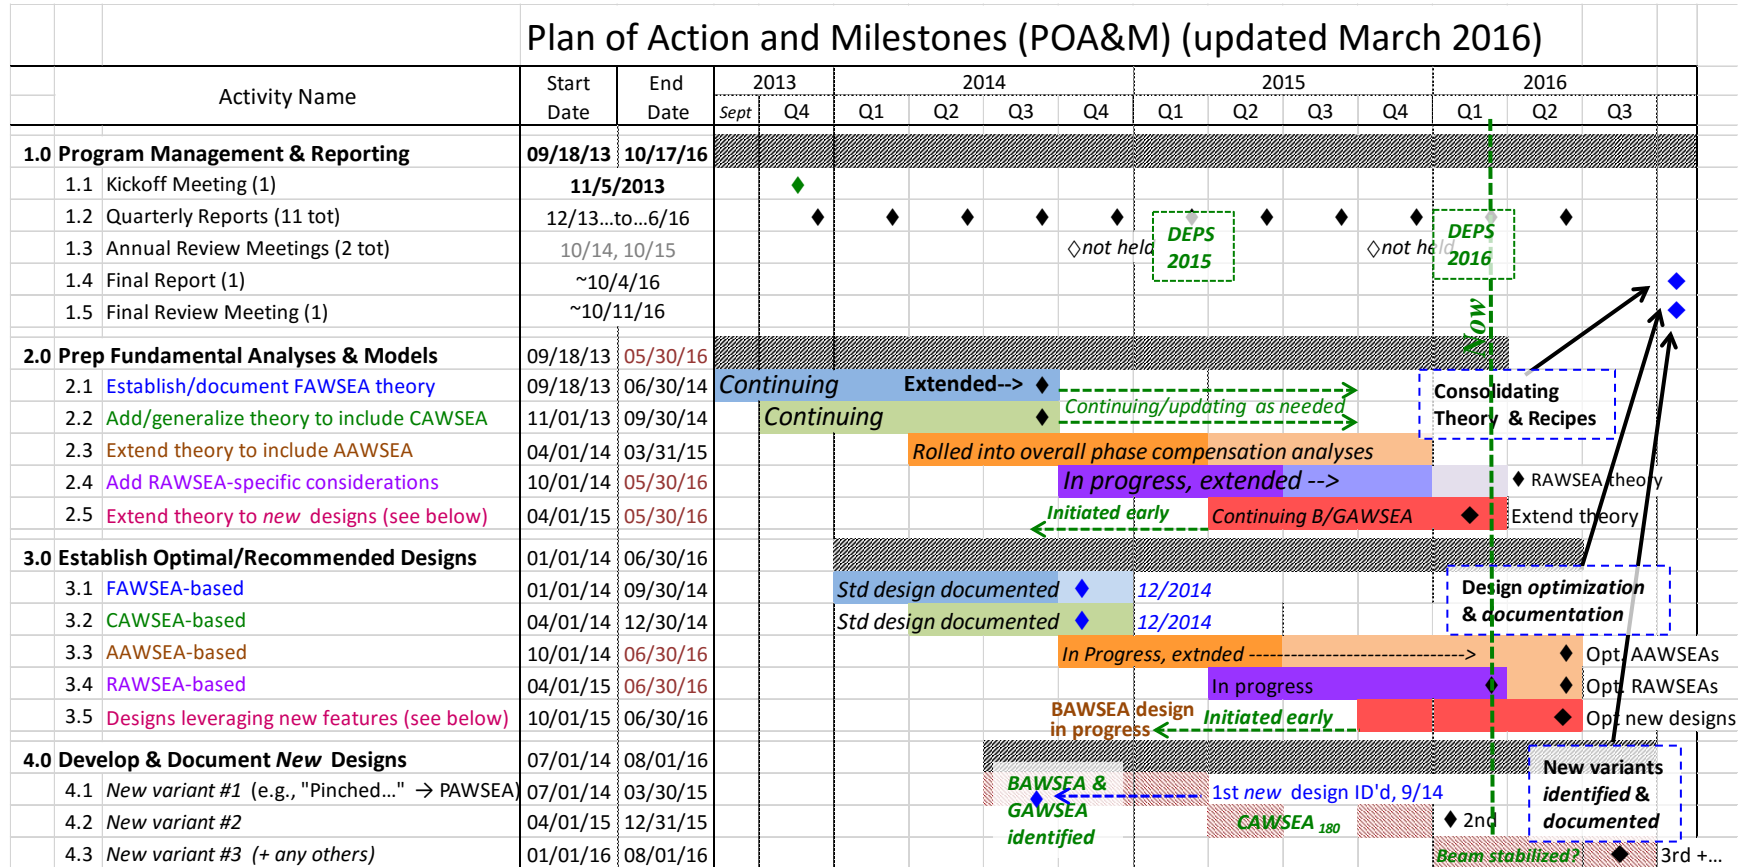 Plan of Action and Milestones (POA&M) (updated March 2016)
Activity Name Start Date End Date 2013 2014 2015 2016
Sept Q4 Q1 Q2 Q3 Q4 Q1 Q2 Q3 Q4 Q1 Q2 Q3
1.0 Program Management & Reporting 09/18/13 10/17/16
1.1 Kickoff Meeting (1) 11/5/2013
1.2 Quarterly Reports (11 tot) 12/13...to...6/16
1.3 Annual Review Meetings (2 tot) 10/14, 10/15 ◊not held DEPS 2015 ◊not held DEPS 2016
1.4 Final Report (1) ~10/4/16
1.5 Final Review Meeting (1) ~10/11/16
Now
2.0 Prep Fundamental Analyses & Models 09/18/13 05/30/16
2.1 Establish/document FAWSEA theory 09/18/13 06/30/14 Continuing Extended-->
2.2 Add/generalize theory to include CAWSEA 11/01/13 09/30/14 Continuing Continuing/updating as needed
Consolidating
Theory & Recipes
2.3 Extend theory to include AAWSEA 04/01/14 03/31/15 Rolled into overall phase compensation analyses
2.4 Add RAWSEA-specific considerations 10/01/14 05/30/16 In progress, extended --> RAWSEA theory
2.5 Extend theory to new designs (see below) 04/01/15 05/30/16 Initiated early Continuing B/GAWSEA Extend theory
3.0 Establish Optimal/Recommended Designs 01/01/14 06/30/16
3.1 FAWSEA-based 01/01/14 09/30/14 Std design documented 12/2014
3.2 CAWSEA-based 04/01/14 12/30/14 Std design documented 12/2014
Design optimization
& documentation
3.3 AAWSEA-based 10/01/14 06/30/16 In Progress, extnded -----------------------------> Opt. AAWSEAs
3.4 RAWSEA-based 04/01/15 06/30/16 In progress Opt. RAWSEAs
3.5 Designs leveraging new features (see below) 10/01/15 06/30/16 BAWSEA design in progress Initiated early Opt new designs
4.0 Develop & Document New Designs 07/01/14 08/01/16
4.1 New variant #1 (e.g., "Pinched..." → PAWSEA) 07/01/14 03/30/15 BAWSEA & GAWSEA identified 1st new design ID'd, 9/14
New variants
identified &
documented
4.2 New variant #2 04/01/15 12/31/15 CAWSEA 180 2nd
4.3 New variant #3 (+ any others) 01/01/16 08/01/16 Beam stabilized? 3rd +...